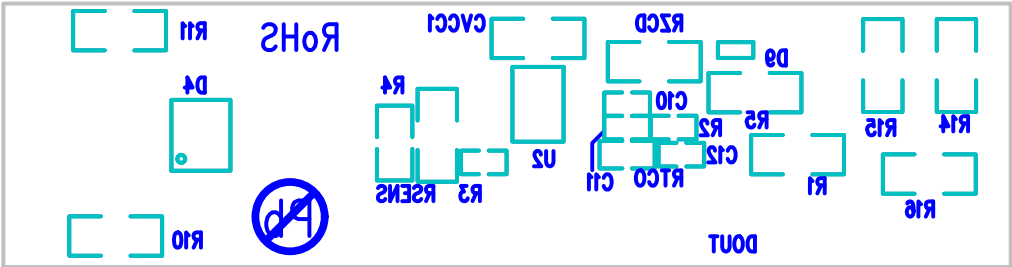 R11
RoHS
CVCC1
RZCD
D9
D4
R4
C10
R2
R5
R15
R14
U2
C12
R3
RSENS
C11
RTCO
R1
R16
Pb
R10
DOUT